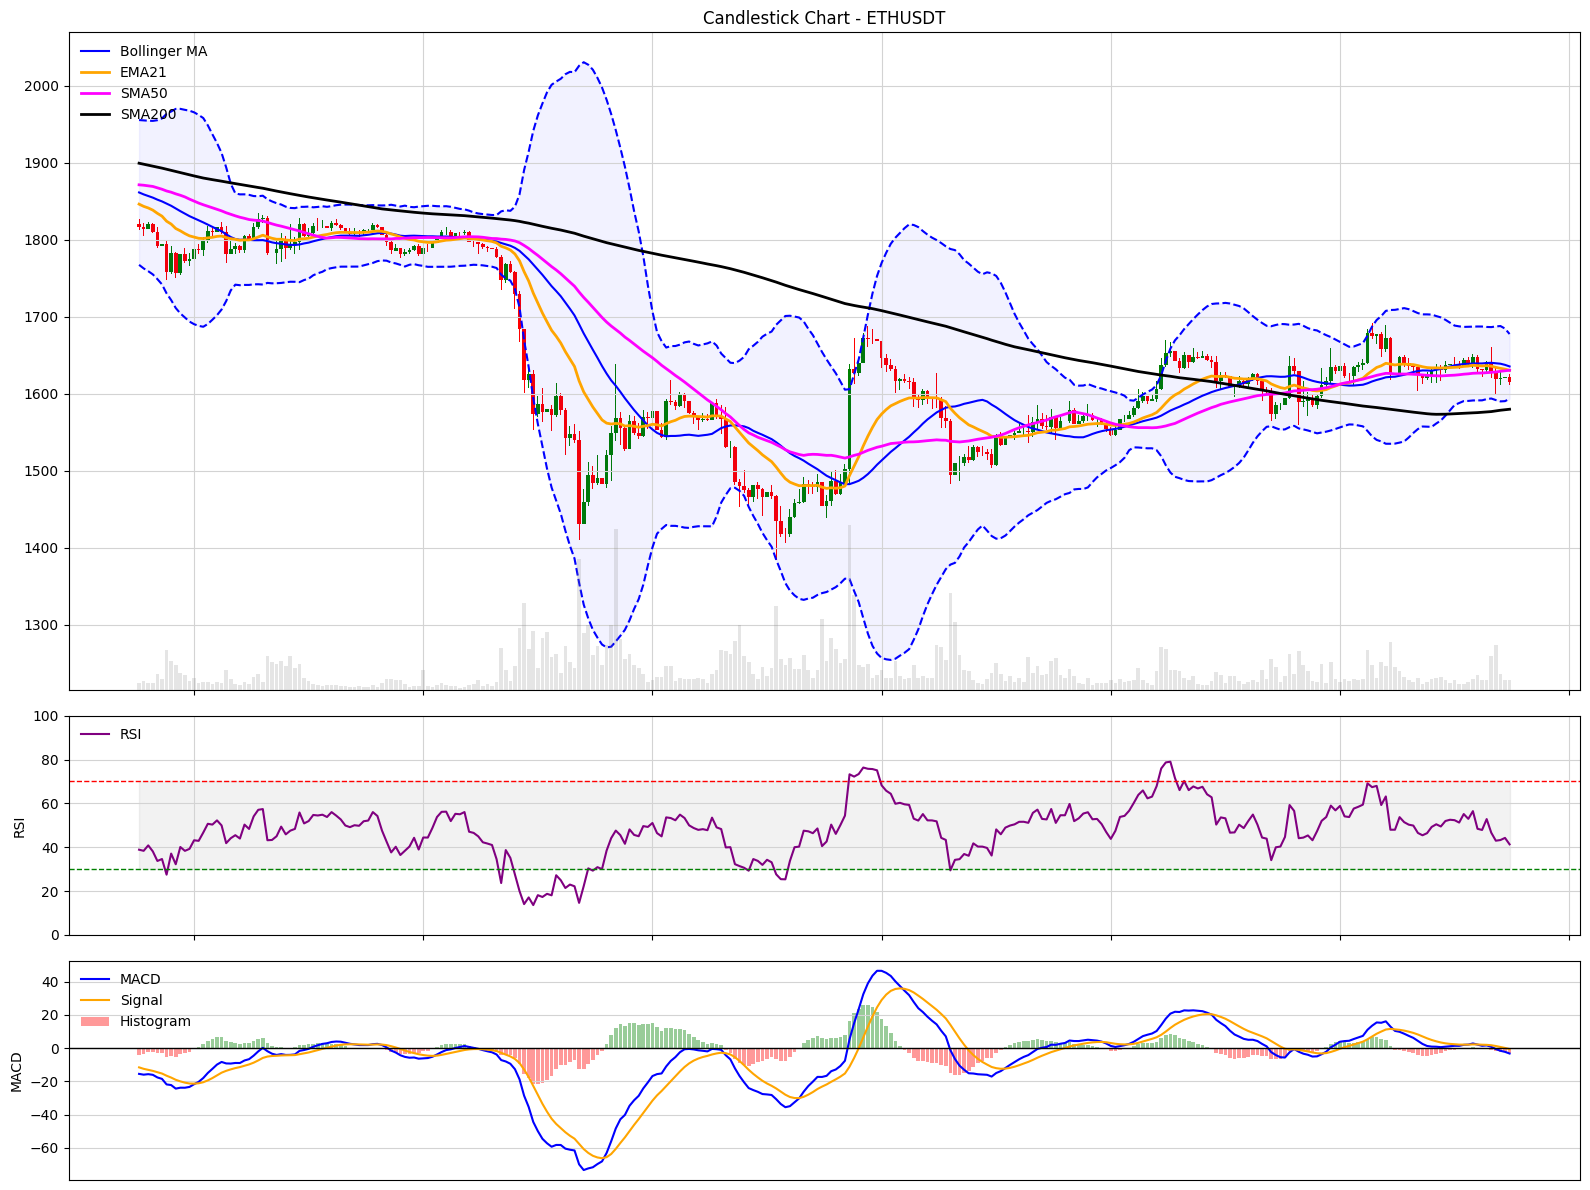 Candlestick Chart - ETHUSDT
Bollinger MA
EMA21
SMA50
SMA200
2000
1900
1800
1700
1600
1500
1400
1300
RSI
100
80
60
40
20
0
RSI
MACD
Signal
Histogram
40
20
0
−20
−40
−60
MACD